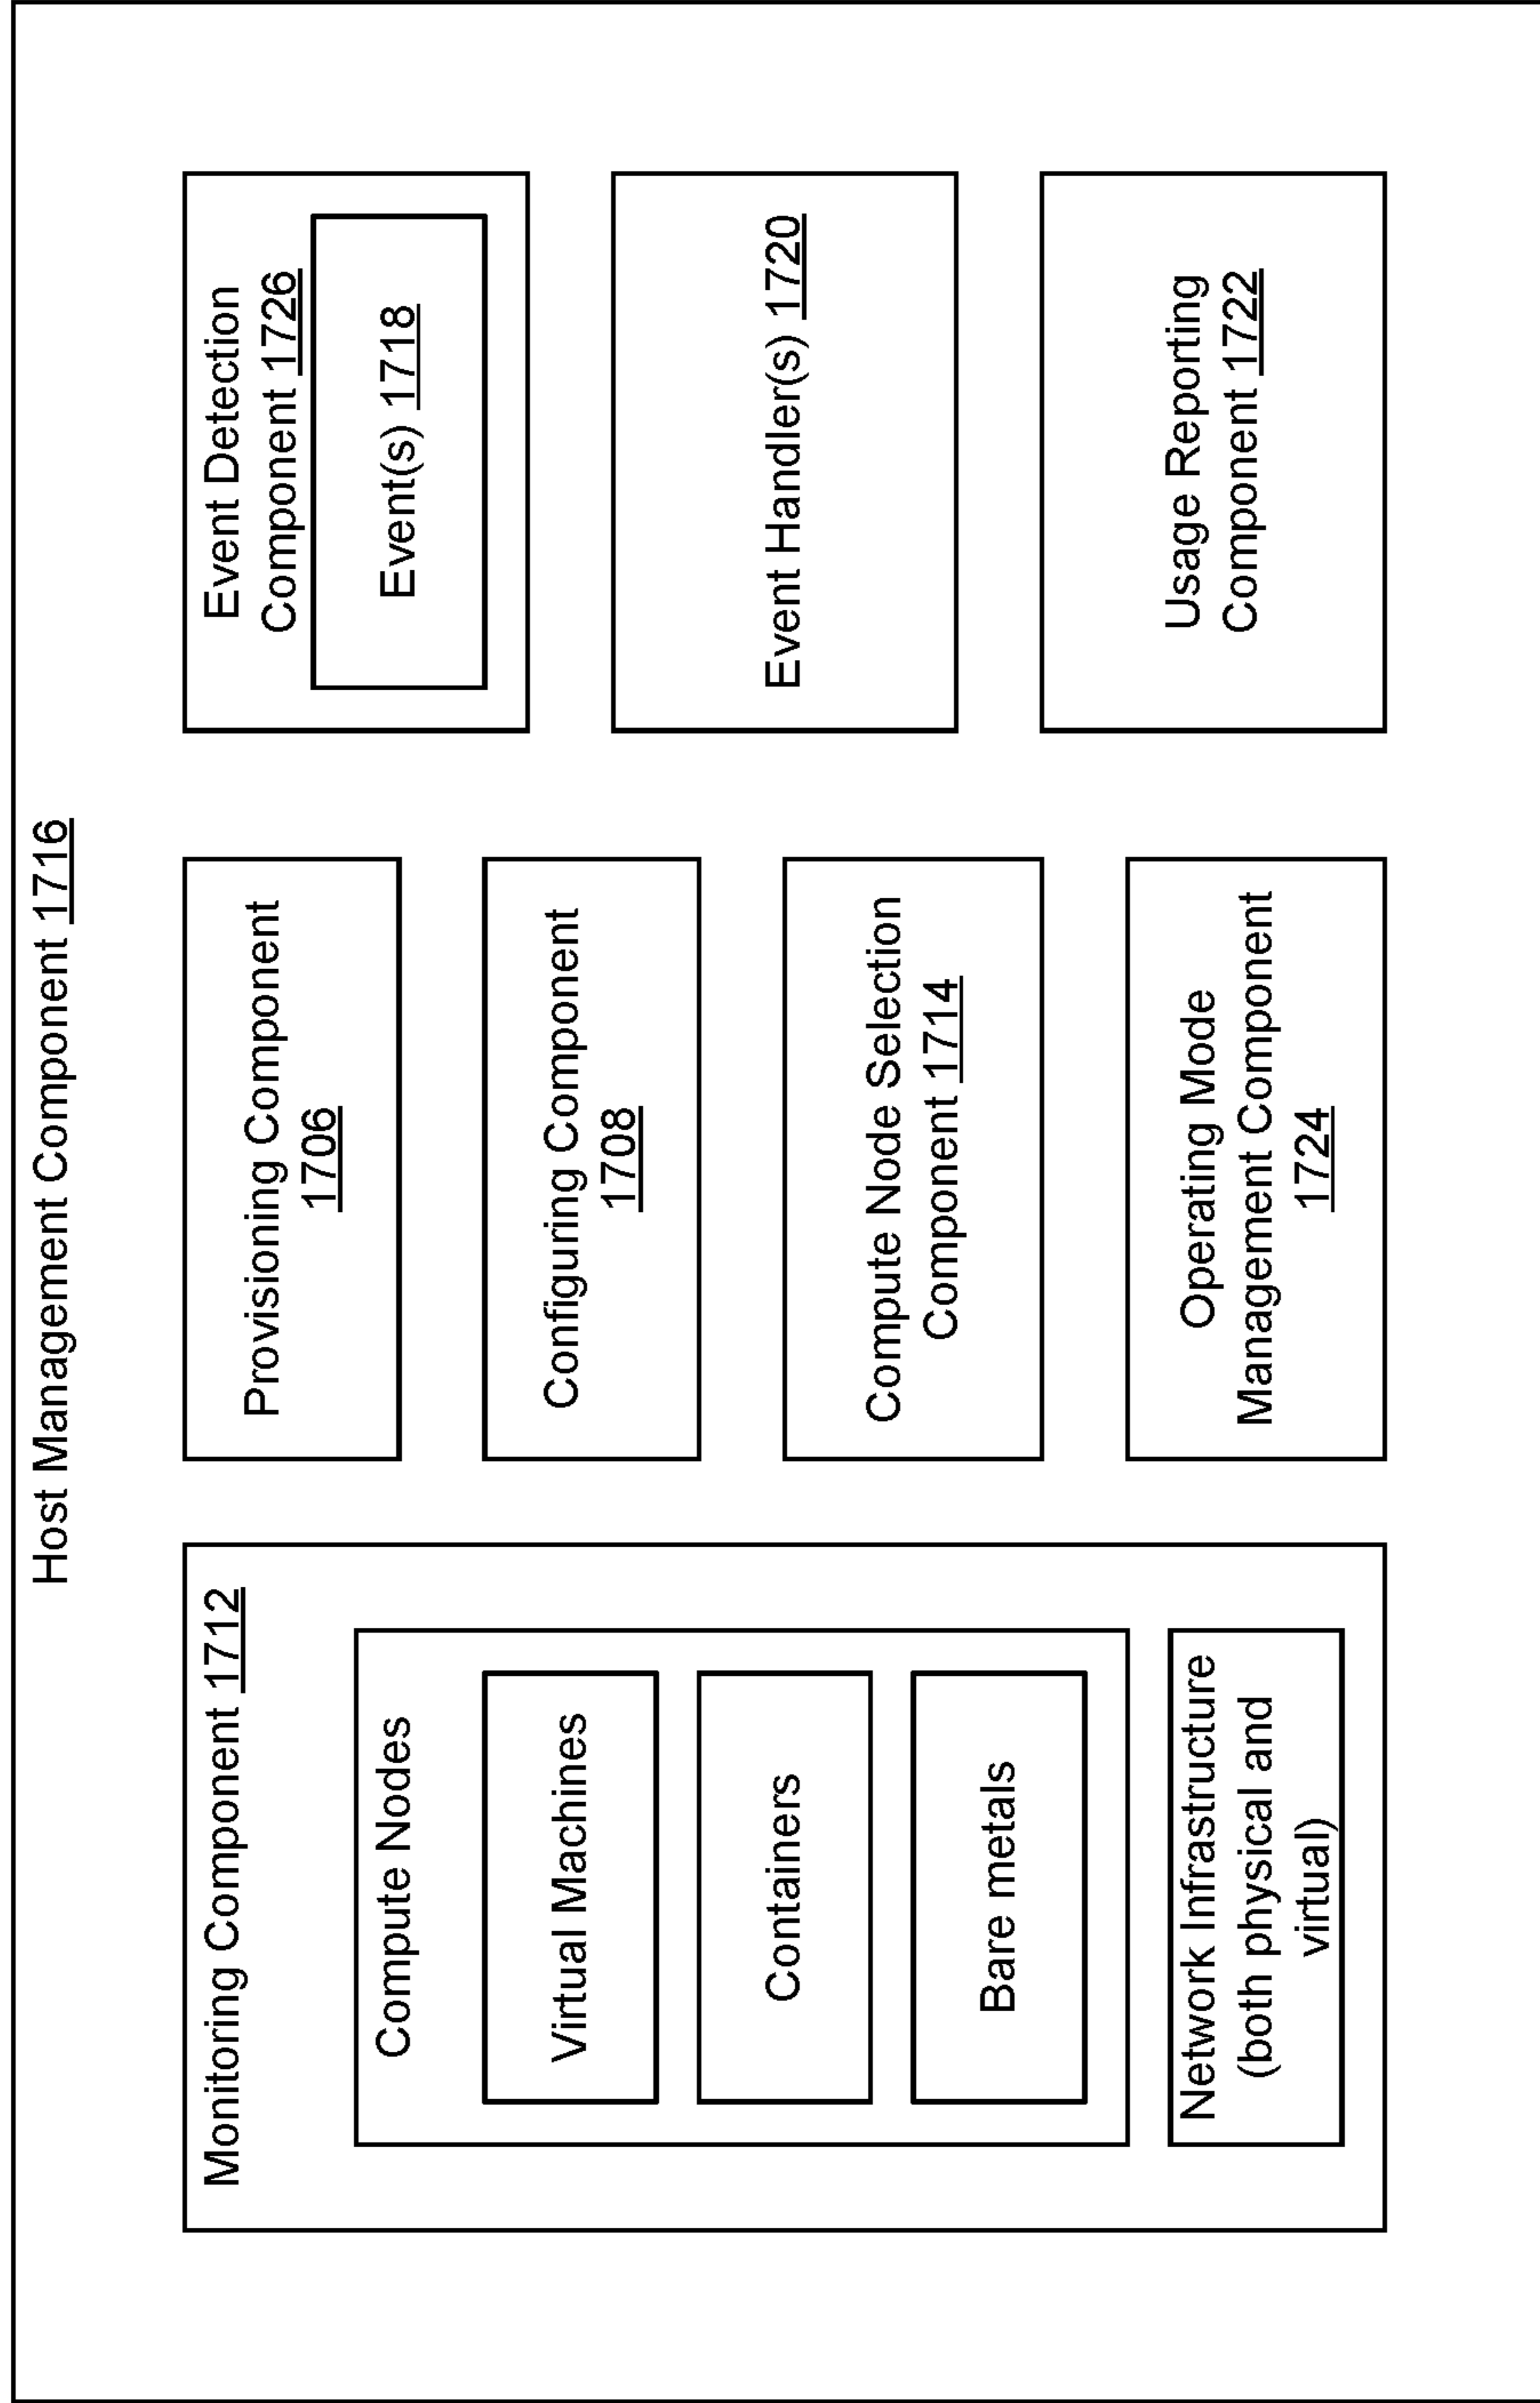 Host Management Component 1716
Monitoring Component 1712
Compute Nodes
Virtual Machines
Containers
Bare metals
Network Infrastructure
(both physical and
virtual)
Provisioning Component
1706
Configuring Component
1708
Compute Node Selection
Component 1714
Operating Mode
Management Component
1724
Event Detection
Component 1726
Event(s) 1718
Event Handler(s) 1720
Usage Reporting
Component 1722